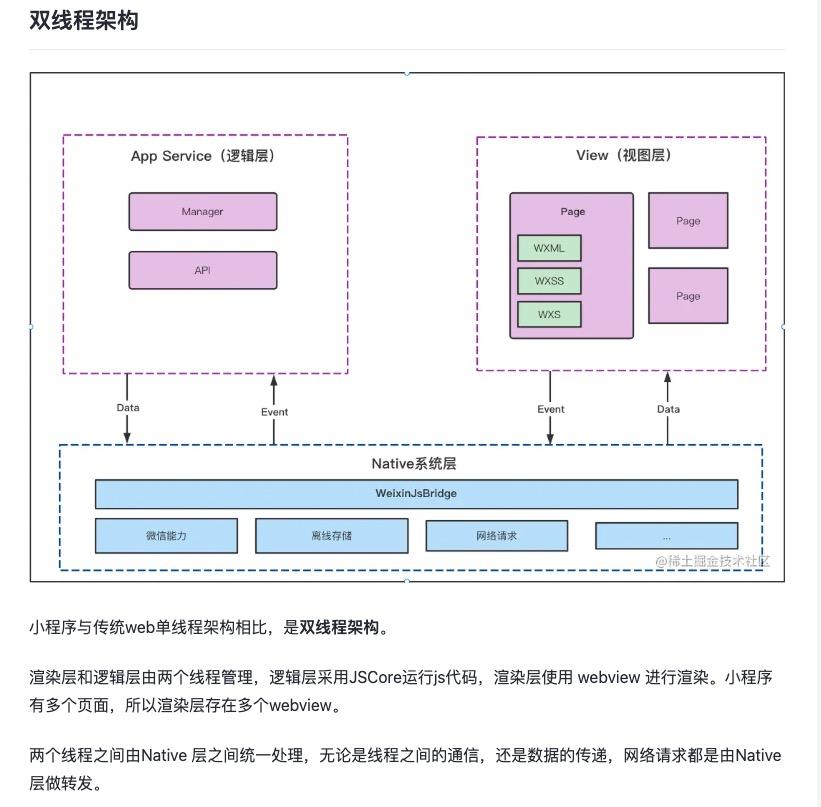 双线程架构
App Service（逻辑层）
Manager
API
View（视图层）
Page
WXML
WXSS
WXS
Page
Page
Data
Event
Event
Data
Native系统层
WeixinJsBridge
微信能力
离线存储
网络请求
...
@稀土掘金技术社区
小程序与传统web单线程架构相比，是双线程架构。
渲染层和逻辑层由两个线程管理，逻辑层采用JSCore运行js代码，渲染层使用 webview 进行渲染。小程序
有多个页面，所以渲染层存在多个webview。
两个线程之间由Native 层之间统一处理，无论是线程之间的通信，还是数据的传递，网络请求都是由Native
层做转发。